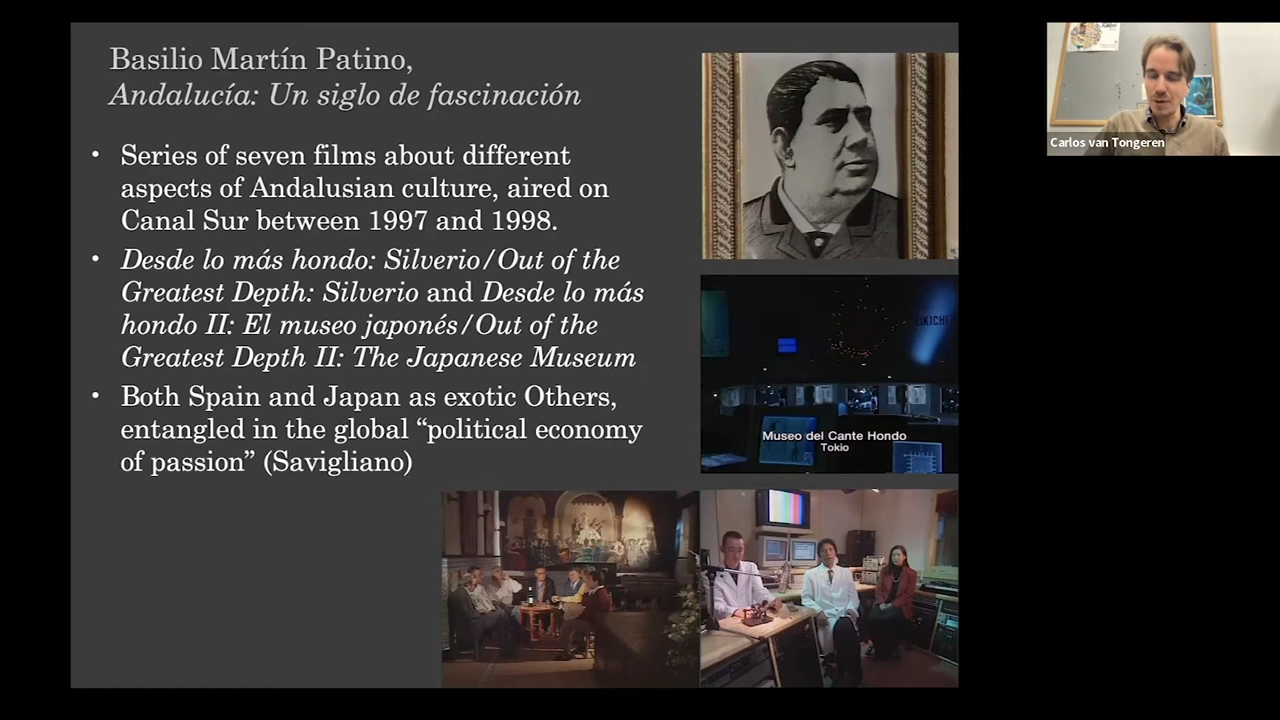 Basilio Martín Patino,
Andalucía: Un siglo de fascinación
• Series of seven films about different
aspects of Andalusian culture, aired on
Canal Sur between 1997 and 1998.
• Desde lo más hondo: Silverio/Out of the
Greatest Depth: Silverio and Desde lo más
hondo II: El museo japonés/Out of the
Greatest Depth II: The Japanese Museum
• Both Spain and Japan as exotic Others,
entangled in the global “political economy
of passion” (Savigliano)
Museo del Cante Hondo
Tokio
Carlos van Tongeren